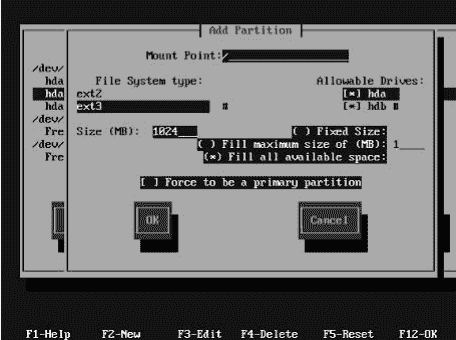 Add Partition
Mount Point:/
/dev/
hda File System type: Allowable Drives:
hda ext2 [*] hda
hda ext3 # [*] hdb #
/dev/
Fre Size (MB): 1024 ( ) Fixed Size:
/dev/ ( ) Fill maximum size of (MB): 1
Fre (*) Fill all available space:
[ ] Force to be a primary partition
OK Cancel
F1-Help F2-New F3-Edit F4-Delete F5-Reset F12-OK